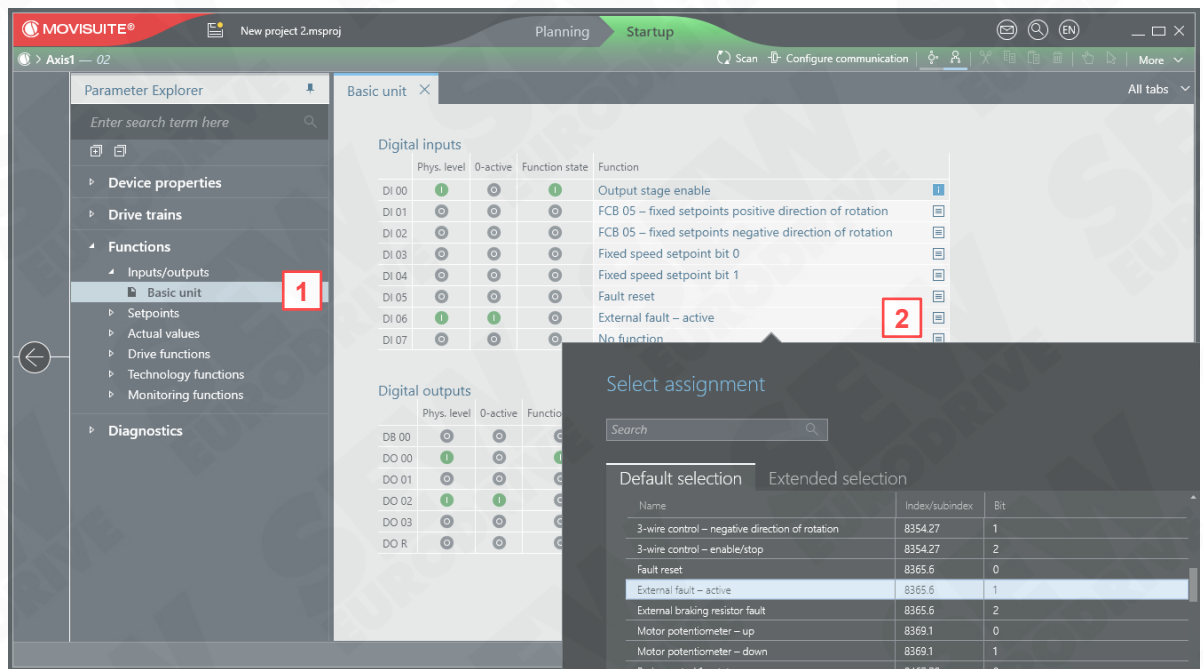 MOVISUITE® New project 2.msproj Planning Startup EN
Axis1 — 02 Scan Configure communication More
Parameter Explorer Basic unit All tabs
Enter search term here
Device properties
Drive trains
Functions
Inputs/outputs
Basic unit
Setpoints
Actual values
Drive functions
Technology functions
Monitoring functions
Diagnostics
1
Digital inputs
Phys. level 0-active Function state Function
DI 00 Output stage enable
DI 01 FCB 05 – fixed setpoints positive direction of rotation
DI 02 FCB 05 – fixed setpoints negative direction of rotation
DI 03 Fixed speed setpoint bit 0
DI 04 Fixed speed setpoint bit 1
DI 05 Fault reset
DI 06 External fault – active
DI 07 No function
2
Digital outputs
Phys. level 0-active Functio
DB 00
DO 00
DO 01
DO 02
DO 03
DO R
Select assignment
Search
Default selection Extended selection
Name Index/subindex Bit
3-wire control – negative direction of rotation 8354.27 1
3-wire control – enable/stop 8354.27 2
Fault reset 8365.6 0
External fault – active 8365.6 1
External braking resistor fault 8365.6 2
Motor potentiometer – up 8369.1 0
Motor potentiometer – down 8369.1 1
SEW
EURODRIVE